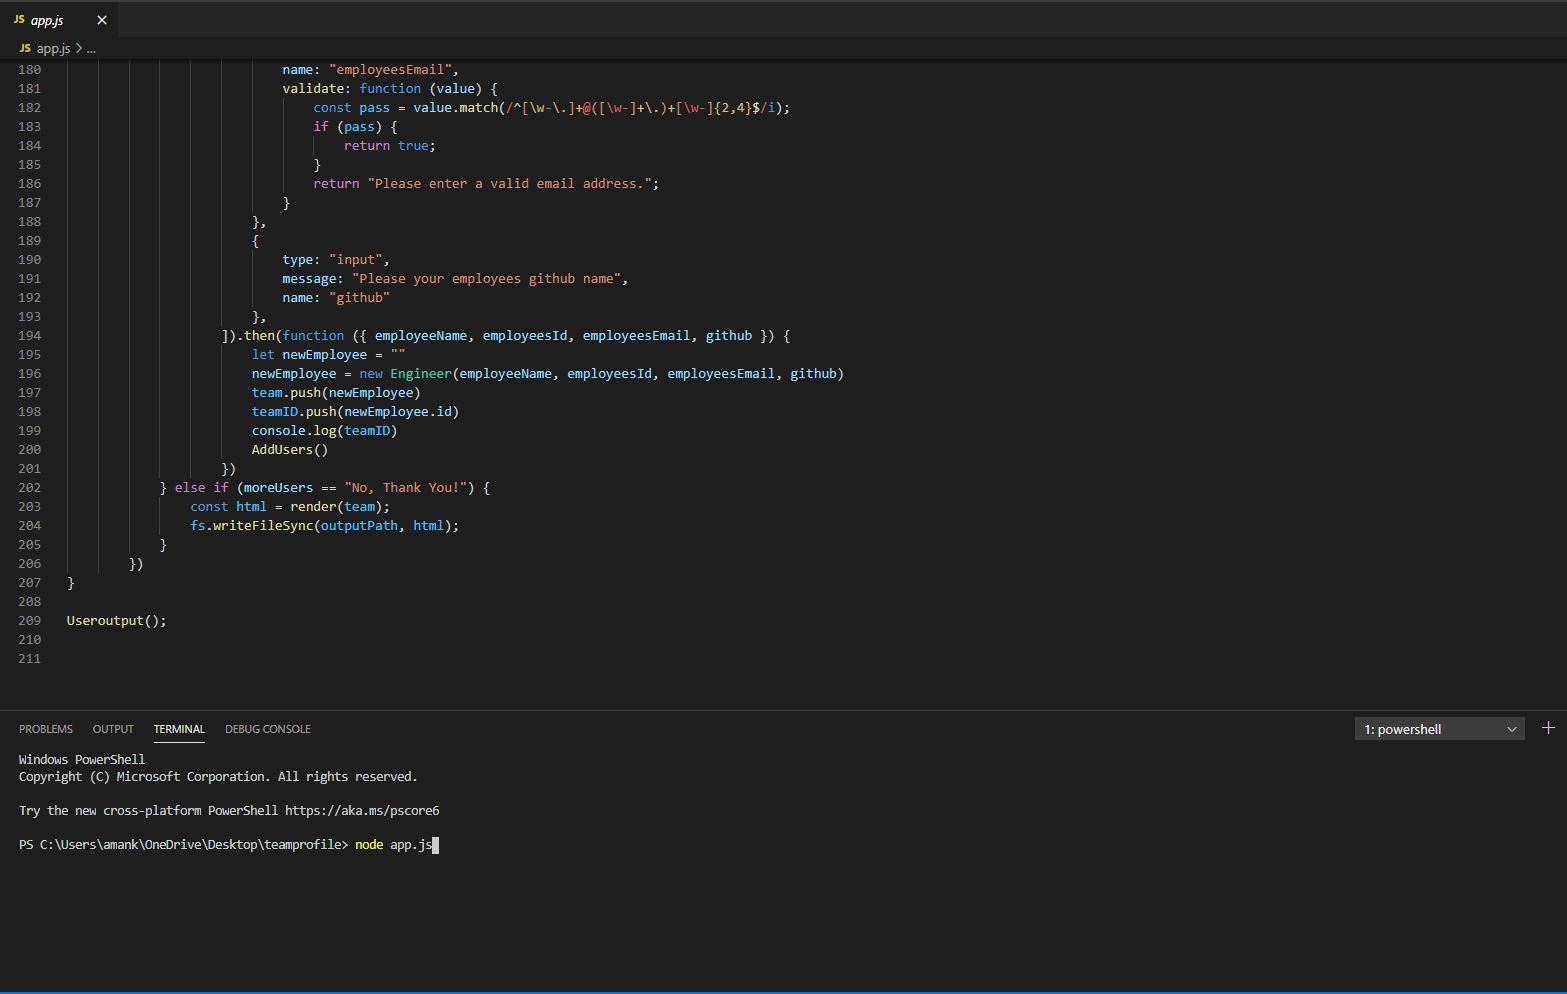 JS app.js ×
JS app.js > ...
180 name: "employeesEmail",
181 validate: function (value) {
182 const pass = value.match(/^[\w-\.]+@([\w-]+\.)+[\w-]{2,4}$/i);
183 if (pass) {
184 return true;
185 }
186 return "Please enter a valid email address.";
187 }
188 },
189 {
190 type: "input",
191 message: "Please your employees github name",
192 name: "github"
193 },
194 ]).then(function ({ employeeName, employeesId, employeesEmail, github }) {
195 let newEmployee = ""
196 newEmployee = new Engineer(employeeName, employeesId, employeesEmail, github)
197 team.push(newEmployee)
198 teamID.push(newEmployee.id)
199 console.log(teamID)
200 AddUsers()
201 })
202 } else if (moreUsers == "No, Thank You!") {
203 const html = render(team);
204 fs.writeFileSync(outputPath, html);
205 }
206 })
207 }
208
209 Useroutput();
210
211
PROBLEMS OUTPUT TERMINAL DEBUG CONSOLE 1: powershell +
Windows PowerShell
Copyright (C) Microsoft Corporation. All rights reserved.
Try the new cross-platform PowerShell https://aka.ms/pscore6
PS C:\Users\amank\OneDrive\Desktop\teamprofile> node app.js